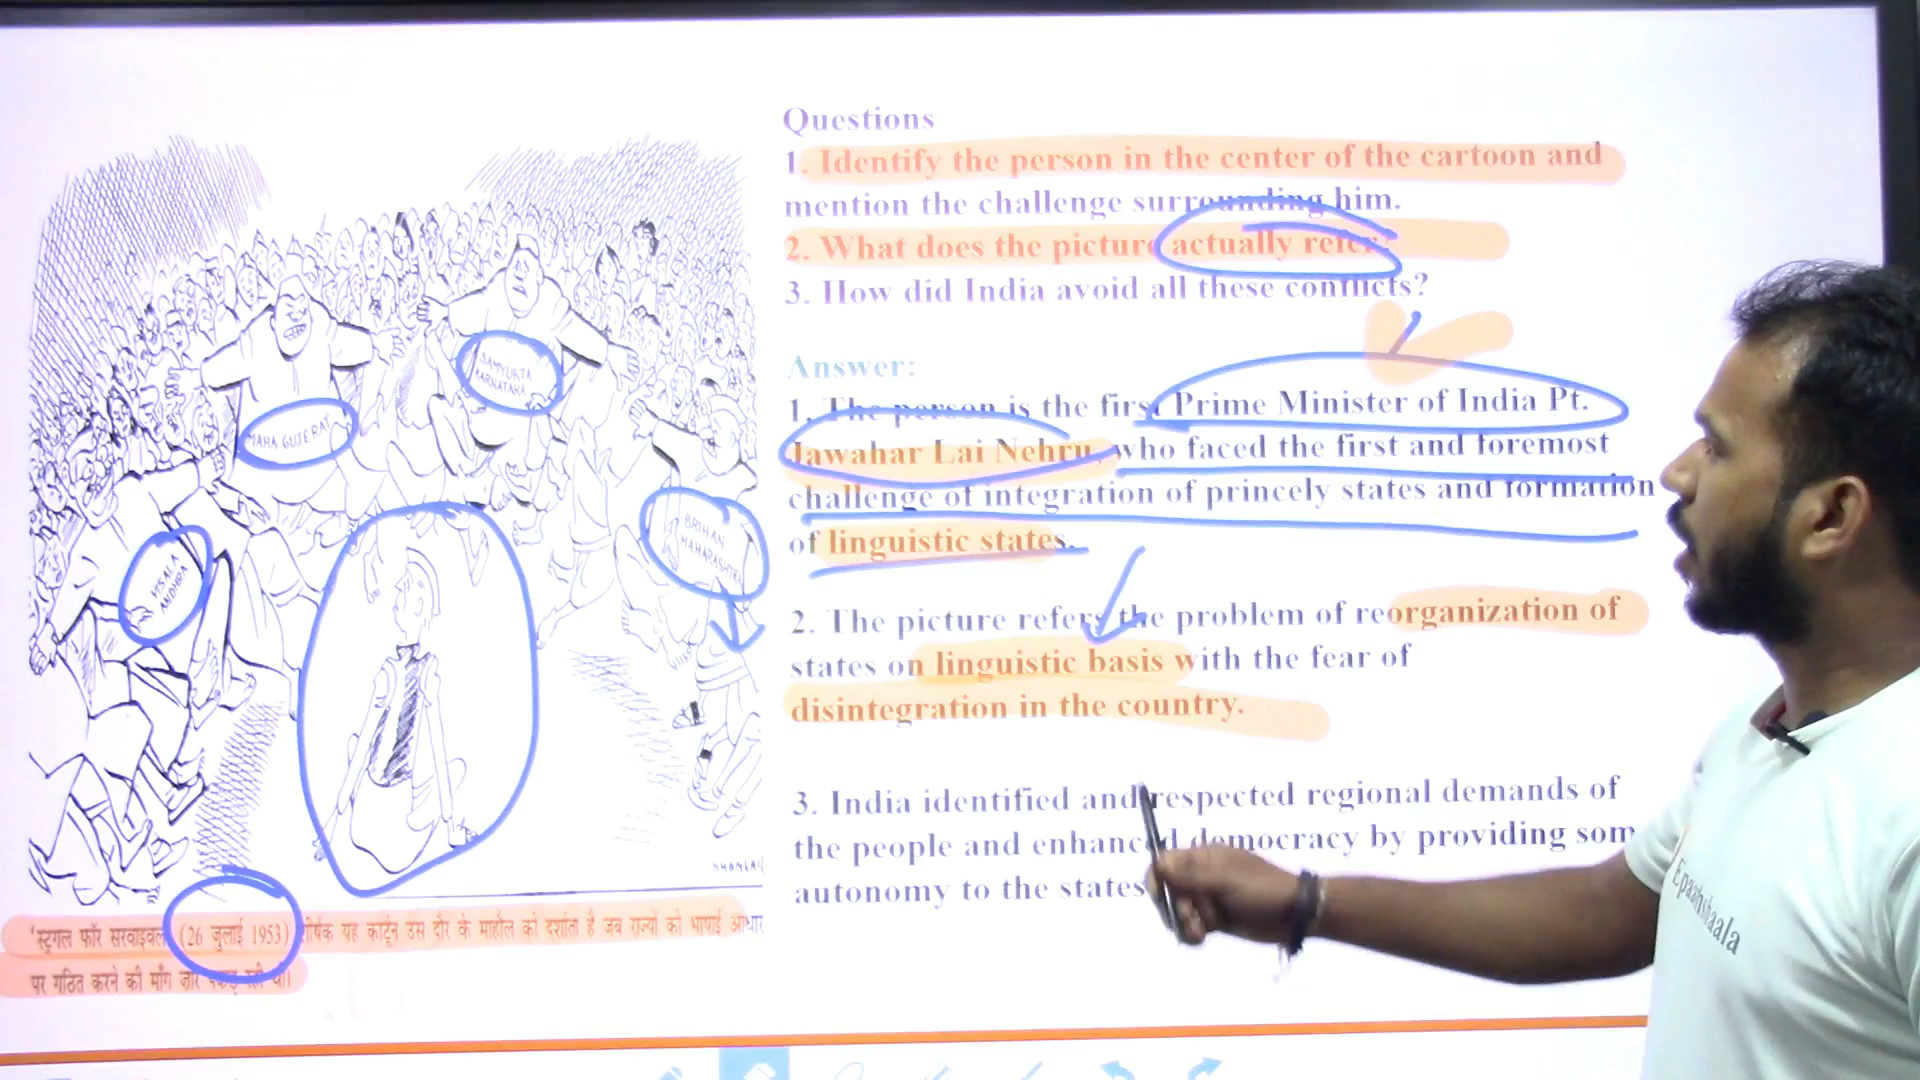 Questions
1. Identify the person in the center of the cartoon and
mention the challenge surrounding him.
2. What does the picture actually refer?
3. How did India avoid all these conflicts?
Answer:
1. The person is the first Prime Minister of India Pt.
Jawahar Lai Nehru, who faced the first and foremost
challenge of integration of princely states and formation
of linguistic states.
2. The picture refers the problem of reorganization of
states on linguistic basis with the fear of
disintegration in the country.
3. India identified and respected regional demands of
the people and enhanced democracy by providing som
autonomy to the states
SAMYUKTA
KARNATAKA
MAHA GUJERAT
BRIHAN
MAHARASHTRA
VISALA
ANDHRA
'स्ट्रगल फॉर सरवाइवल (26 जुलाई 1953) शीर्षक यह कार्टून उस दौर के माहौल को दर्शाता है जब राज्यों को भाषाई आधार
पर गठित करने की माँग ज़ोर पकड़ रही थी।
Epaathshaala